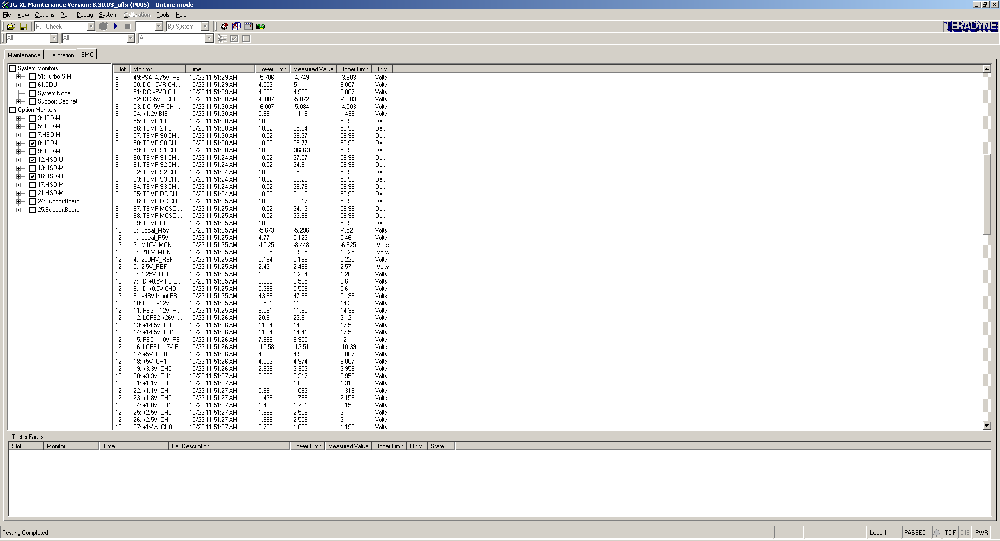 IG-XL Maintenance Version: 8.30.03_uflx (P005) - OnLine mode
File View Options Run Debug System Calibration Tools Help
Full Check 1 By System
TERADYNE
All All All
Maintenance Calibration SMC
System Monitors
51:Turbo SIM
61:CDU
System Node
Support Cabinet
Option Monitors
3:HSD-M
5:HSD-M
7:HSD-M
8:HSD-U
9:HSD-M
12:HSD-U
13:HSD-M
16:HSD-U
17:HSD-M
21:HSD-M
24:SupportBoard
25:SupportBoard
Slot Monitor Time Lower Limit Measured Value Upper Limit Units
8 49:PS4 -4.75V PB 10/23 11:51:29 AM -5.706 -4.749 -3.803 Volts
8 50: DC +5VR CH... 10/23 11:51:29 AM 4.003 5 6.007 Volts
8 51: DC +5VR CH... 10/23 11:51:29 AM 4.003 4.993 6.007 Volts
8 52: DC -5VR CH0... 10/23 11:51:30 AM -6.007 -5.072 -4.003 Volts
8 53: DC -5VR CH1... 10/23 11:51:30 AM -6.007 -5.084 -4.003 Volts
8 54: +1.2V BIB 10/23 11:51:30 AM 0.96 1.116 1.439 Volts
8 55: TEMP 1 PB 10/23 11:51:30 AM 10.02 36.29 59.96 De...
8 56: TEMP 2 PB 10/23 11:51:30 AM 10.02 35.34 59.96 De...
8 57: TEMP S0 CH... 10/23 11:51:30 AM 10.02 36.37 59.96 De...
8 58: TEMP S0 CH... 10/23 11:51:30 AM 10.02 35.77 59.96 De...
8 59: TEMP S1 CH... 10/23 11:51:30 AM 10.02 36.63 59.96 De...
8 60: TEMP S1 CH... 10/23 11:51:24 AM 10.02 37.07 59.96 De...
8 61: TEMP S2 CH... 10/23 11:51:24 AM 10.02 34.91 59.96 De...
8 62: TEMP S2 CH... 10/23 11:51:24 AM 10.02 35.6 59.96 De...
8 63: TEMP S3 CH... 10/23 11:51:24 AM 10.02 36.29 59.96 De...
8 64: TEMP S3 CH... 10/23 11:51:24 AM 10.02 38.79 59.96 De...
8 65: TEMP DC CH... 10/23 11:51:24 AM 10.02 31.19 59.96 De...
8 66: TEMP DC CH... 10/23 11:51:25 AM 10.02 28.17 59.96 De...
8 67: TEMP MOSC ... 10/23 11:51:25 AM 10.02 34.13 59.96 De...
8 68: TEMP MOSC ... 10/23 11:51:25 AM 10.02 33.96 59.96 De...
8 69: TEMP BIB 10/23 11:51:25 AM 10.02 29.03 59.96 De...
12 0: Local_M5V 10/23 11:51:25 AM -5.673 -5.296 -4.52 Volts
12 1: Local_P5V 10/23 11:51:25 AM 4.771 5.123 5.46 Volts
12 2: M10V_MON 10/23 11:51:25 AM -10.25 -8.448 -6.825 Volts
12 3: P10V_MON 10/23 11:51:25 AM 6.825 8.995 10.25 Volts
12 4: 200MV_REF 10/23 11:51:25 AM 0.164 0.189 0.225 Volts
12 5: 2.5V_REF 10/23 11:51:25 AM 2.431 2.498 2.571 Volts
12 6: 1.25V_REF 10/23 11:51:25 AM 1.2 1.234 1.269 Volts
12 7: ID +0.5V PB C... 10/23 11:51:25 AM 0.399 0.505 0.6 Volts
12 8: ID +0.5V CH0 10/23 11:51:25 AM 0.399 0.506 0.6 Volts
12 9: +48V Input PB 10/23 11:51:25 AM 43.99 47.98 51.98 Volts
12 10: PS2 +12V P... 10/23 11:51:26 AM 9.591 11.98 14.39 Volts
12 11: PS3 +12V P... 10/23 11:51:26 AM 9.591 11.95 14.39 Volts
12 12: LCPS2 +26V ... 10/23 11:51:26 AM 20.81 23.9 31.2 Volts
12 13: +14.5V CH0 10/23 11:51:26 AM 11.24 14.28 17.52 Volts
12 14: +14.5V CH1 10/23 11:51:26 AM 11.24 14.41 17.52 Volts
12 15: PS5 +10V PB 10/23 11:51:26 AM 7.998 9.955 12 Volts
12 16: LCPS1 -13V P... 10/23 11:51:26 AM -15.58 -12.51 -10.39 Volts
12 17: +5V CH0 10/23 11:51:26 AM 4.003 4.996 6.007 Volts
12 18: +5V CH1 10/23 11:51:26 AM 4.003 4.974 6.007 Volts
12 19: +3.3V CH0 10/23 11:51:27 AM 2.639 3.303 3.958 Volts
12 20: +3.3V CH1 10/23 11:51:27 AM 2.639 3.317 3.958 Volts
12 21: +1.1V CH0 10/23 11:51:27 AM 0.88 1.093 1.319 Volts
12 22: +1.1V CH1 10/23 11:51:27 AM 0.88 1.093 1.319 Volts
12 23: +1.8V CH0 10/23 11:51:27 AM 1.439 1.789 2.159 Volts
12 24: +1.8V CH1 10/23 11:51:27 AM 1.439 1.791 2.159 Volts
12 25: +2.5V CH0 10/23 11:51:27 AM 1.999 2.506 3 Volts
12 26: +2.5V CH1 10/23 11:51:27 AM 1.999 2.509 3 Volts
12 27: +1V A CH0 10/23 11:51:27 AM 0.799 1.026 1.199 Volts
Tester Faults
Slot Monitor Time Fail Description Lower Limit Measured Value Upper Limit Units State
Testing Completed Loop 1 PASSED TDF DIB PWR